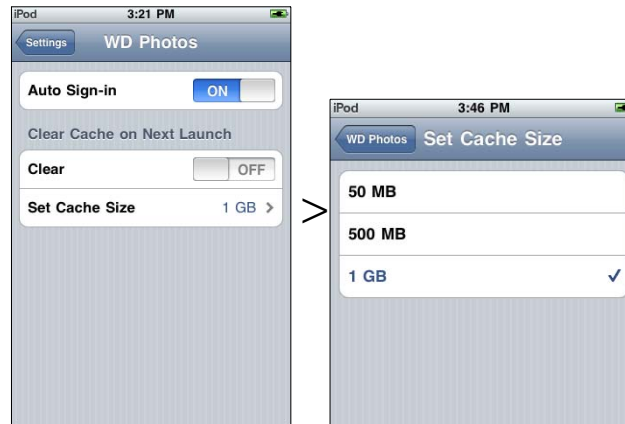 iPod 3:21 PM
Settings WD Photos
Auto Sign-in ON
Clear Cache on Next Launch
Clear OFF
Set Cache Size 1 GB >
>
iPod 3:46 PM
WD Photos Set Cache Size
50 MB
500 MB
1 GB ✓